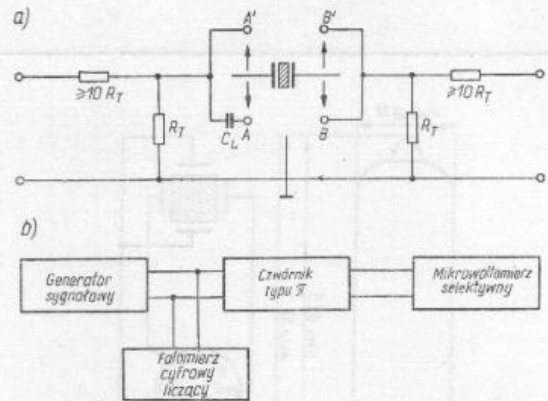 a)
A' B'
≥10 R_T
R_T
C_L A
B
R_T
≥10 R_T
b)
Generator
sygnałowy
Czwórnik
typu π
Mikrowoltomierz
selektywny
Falomierz
cyfrowy
liczący